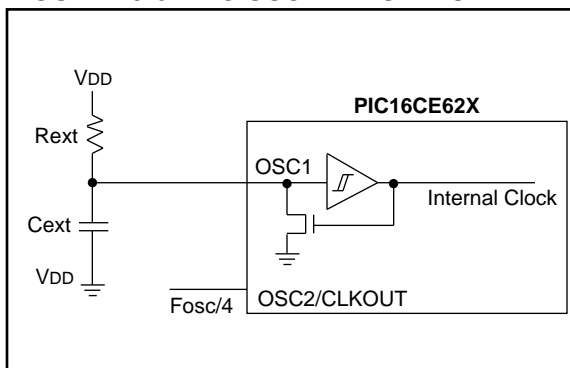 VDD
PIC16CE62X
Rext
OSC1
Internal Clock
Cext
VDD
Fosc/4
OSC2/CLKOUT